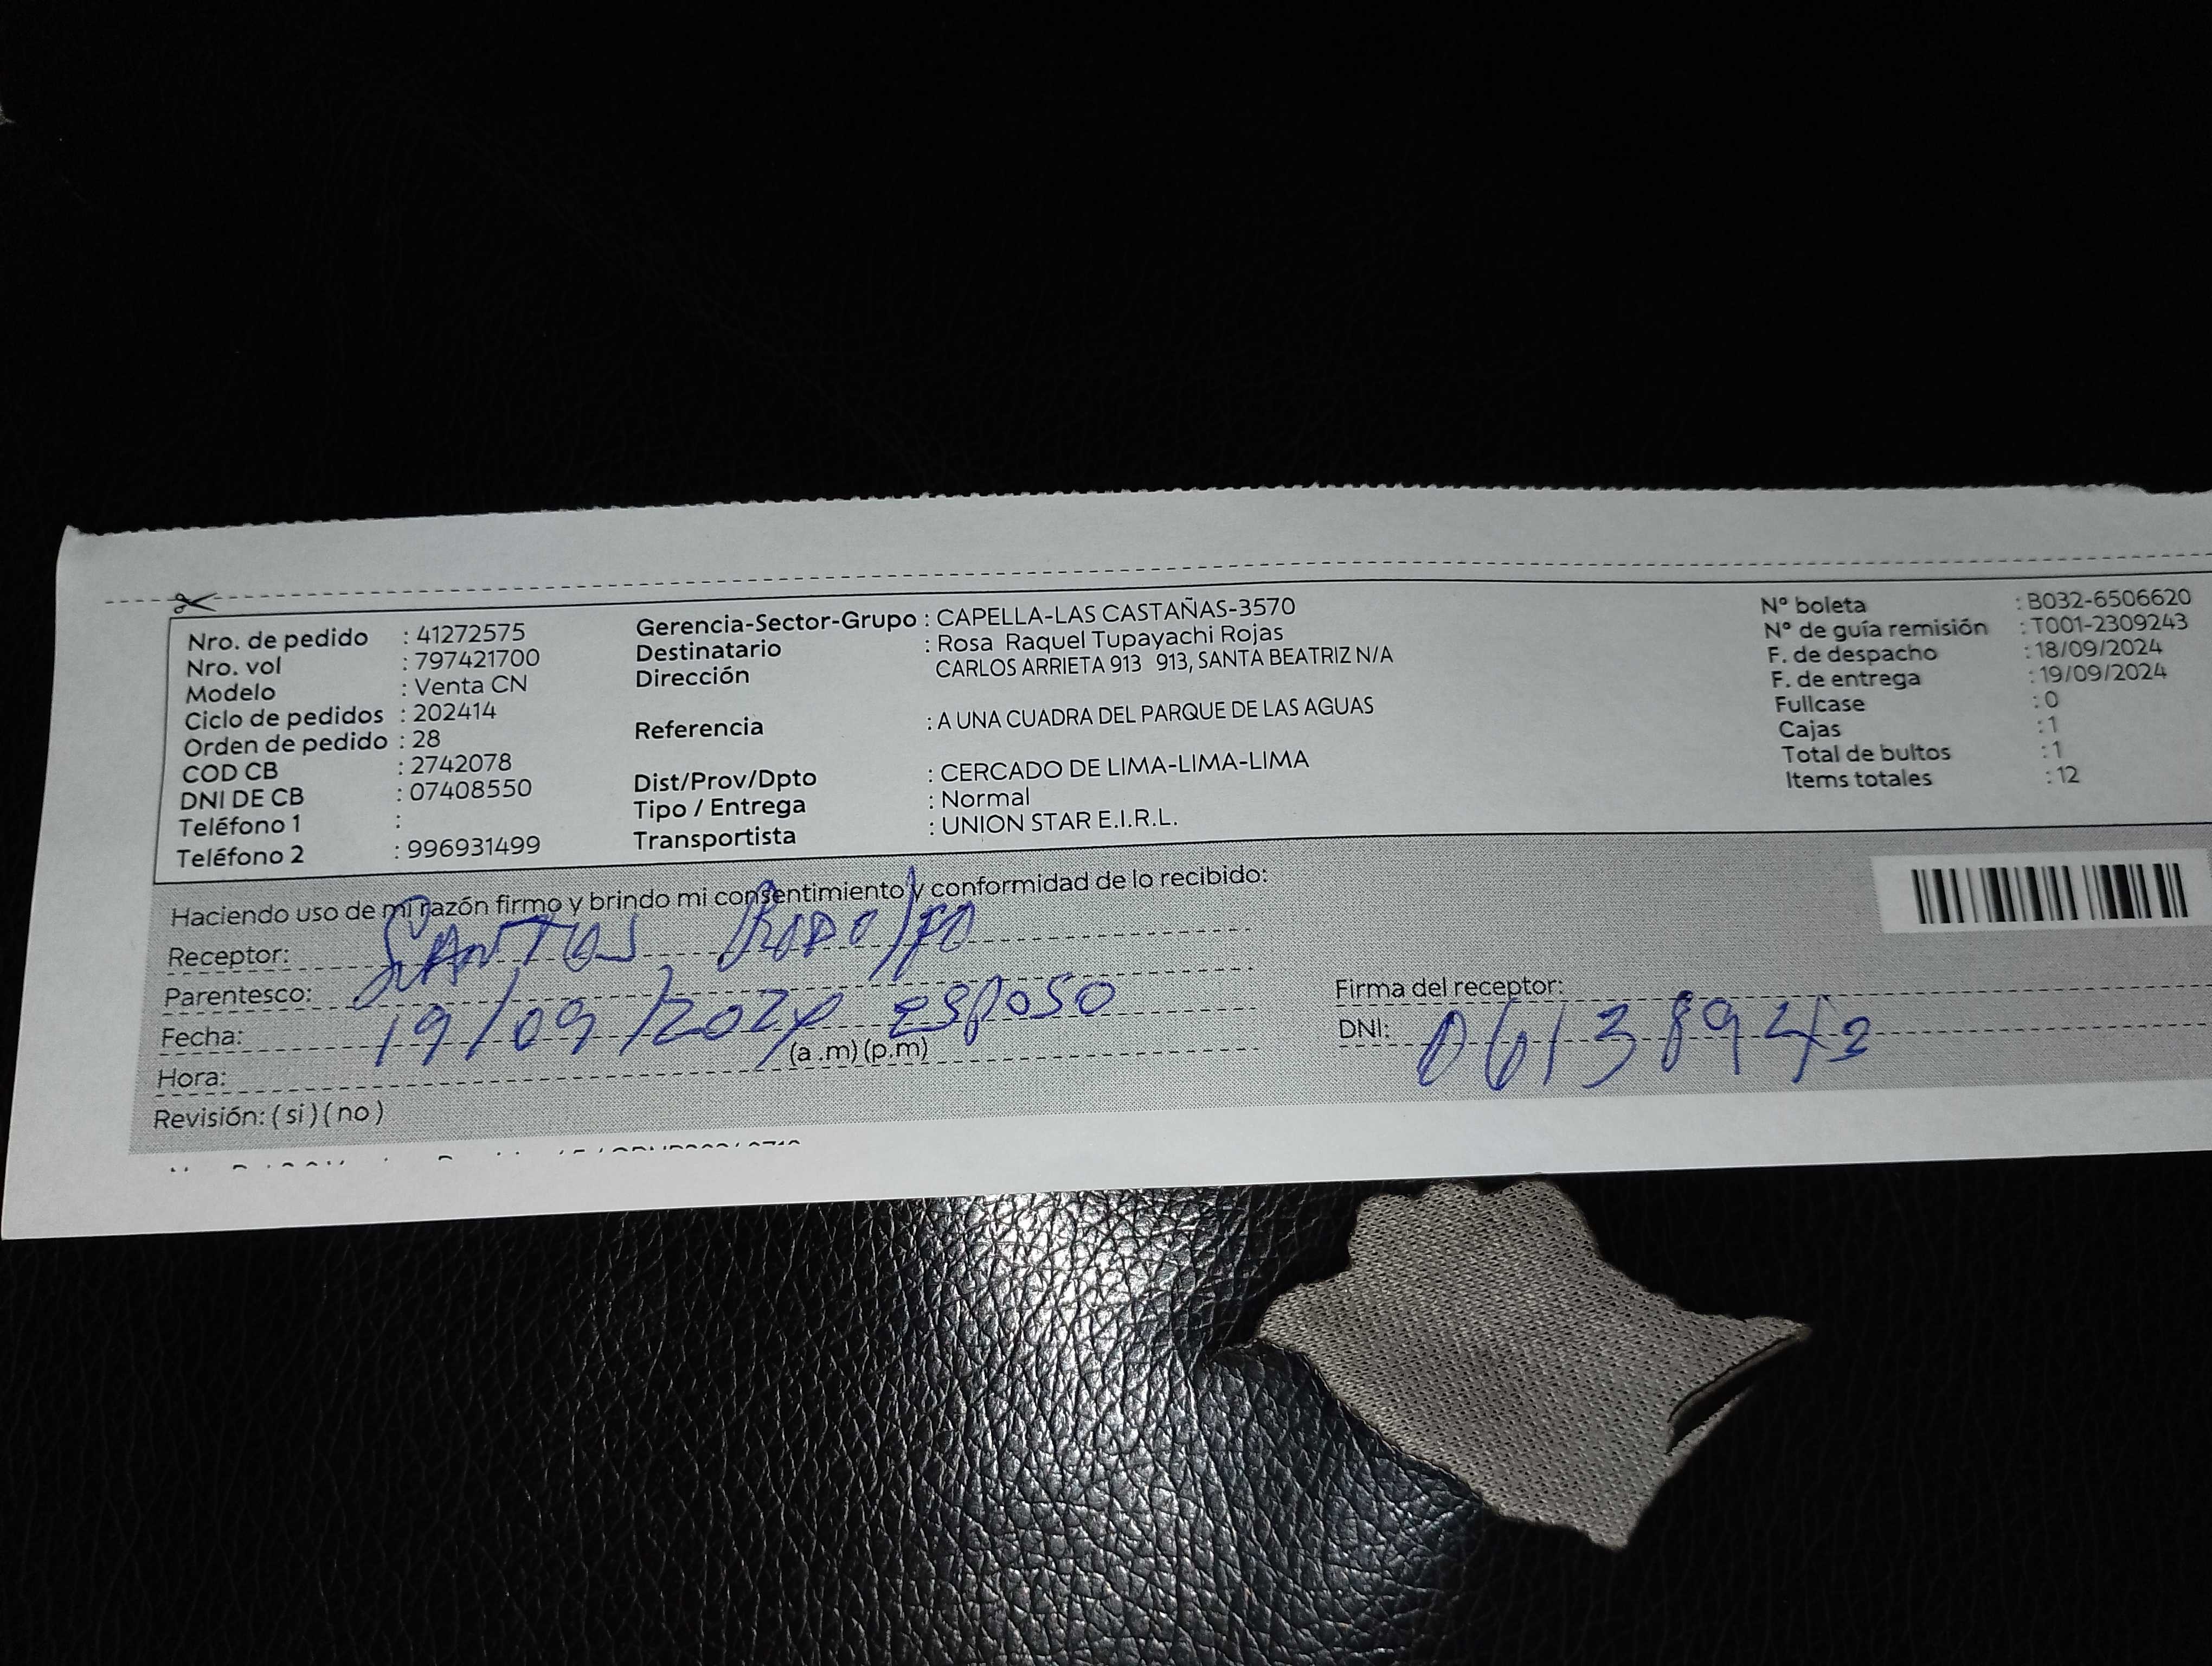 Nro. de pedido : 41272575
Nro. vol : 797421700
Modelo : Venta CN
Ciclo de pedidos : 202414
Orden de pedido : 28
COD CB : 2742078
DNI DE CB : 07408550
Teléfono 1 :
Teléfono 2 : 996931499
Gerencia-Sector-Grupo : CAPELLA-LAS CASTAÑAS-3570
Destinatario : Rosa Raquel Tupayachi Rojas
Dirección CARLOS ARRIETA 913 913, SANTA BEATRIZ N/A
Referencia : A UNA CUADRA DEL PARQUE DE LAS AGUAS
Dist/Prov/Dpto : CERCADO DE LIMA-LIMA-LIMA
Tipo / Entrega : Normal
Transportista : UNION STAR E.I.R.L.
Nº boleta : B032-6506620
Nº de guía remisión : T001-2309243
F. de despacho : 18/09/2024
F. de entrega : 19/09/2024
Fullcase : 0
Cajas : 1
Total de bultos : 1
Items totales : 12
Haciendo uso de mi razón firmo y brindo mi consentimiento y conformidad de lo recibido:
Receptor: SANTOS RODOLFO
Parentesco: esposo
Fecha: 19/09/2024
Hora: (a .m) (p.m)
Revisión: ( si ) ( no )
Firma del receptor:
DNI: 06138942